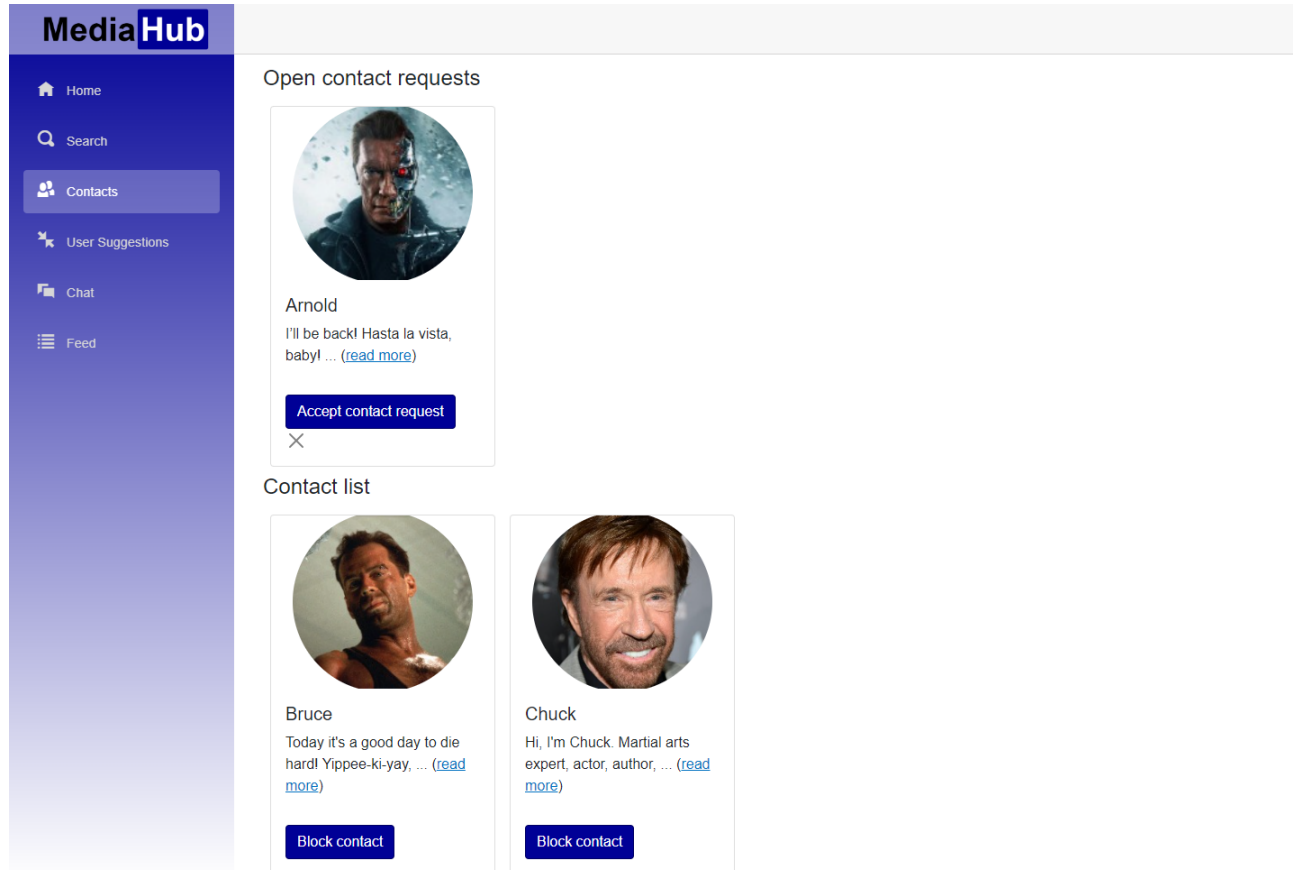 MediaHub
Home
Search
Contacts
User Suggestions
Chat
Feed
Open contact requests
Arnold
I'll be back! Hasta la vista,
baby! ... (read more)
Accept contact request
Contact list
Bruce
Today it's a good day to die
hard! Yippee-ki-yay, ... (read
more)
Block contact
Chuck
Hi, I'm Chuck. Martial arts
expert, actor, author, ... (read
more)
Block contact